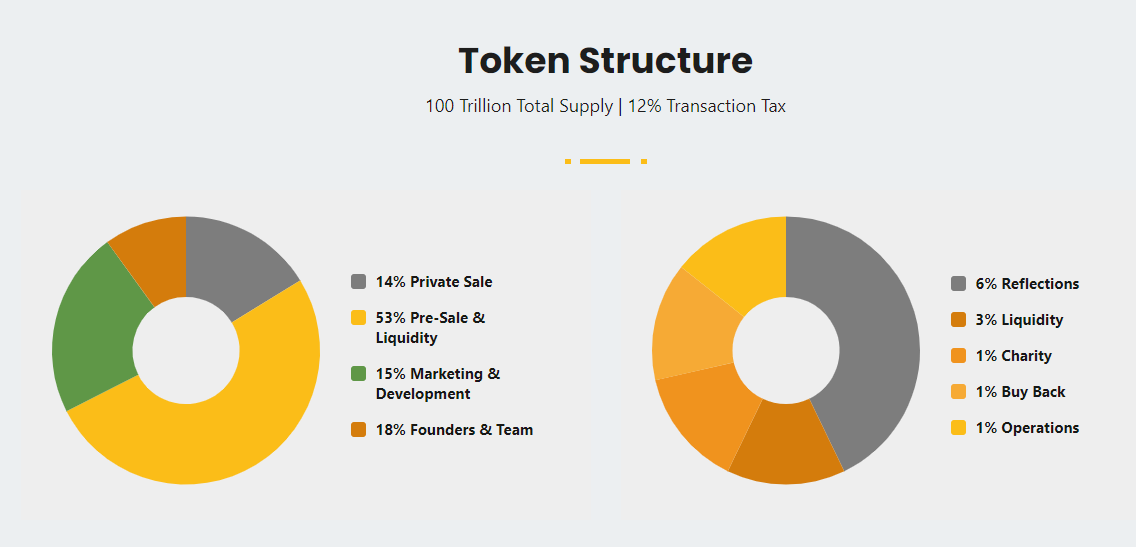 Token Structure
100 Trillion Total Supply | 12% Transaction Tax
14% Private Sale
53% Pre-Sale &
Liquidity
15% Marketing &
Development
18% Founders & Team
6% Reflections
3% Liquidity
1% Charity
1% Buy Back
1% Operations